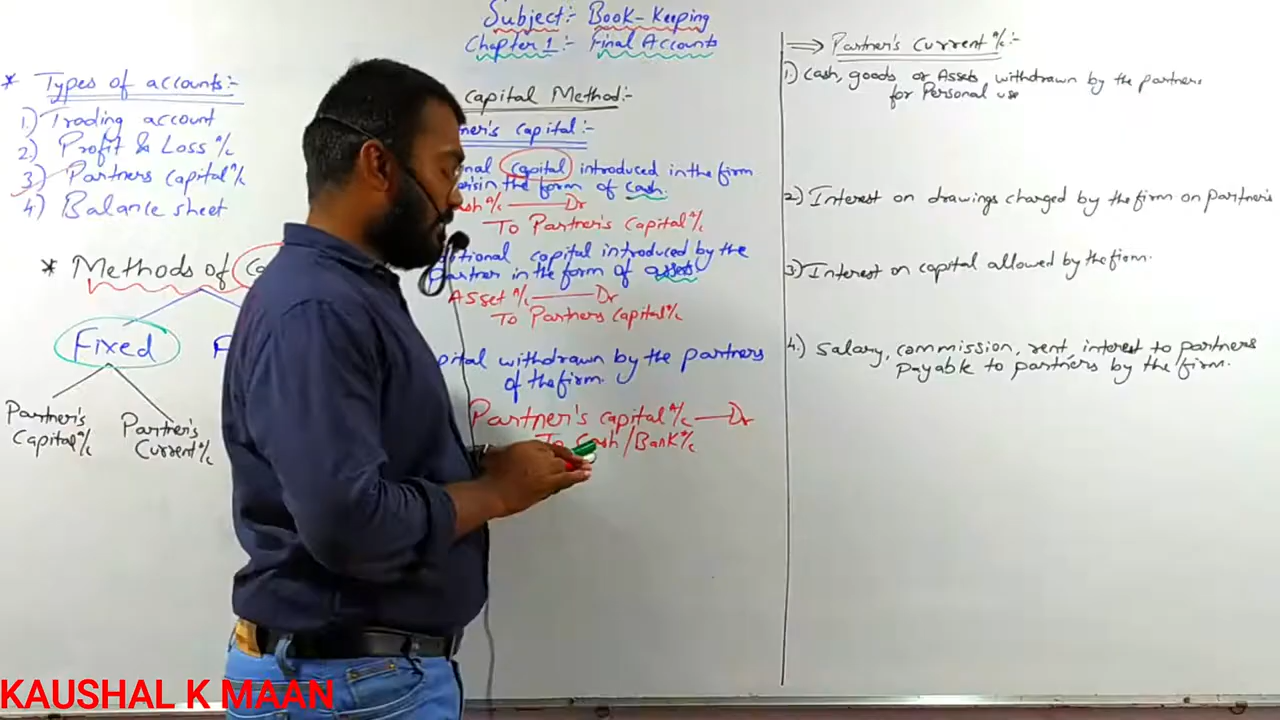 Subject:- Book-Keeping
Chapter 1:- Final Accounts
* Types of accounts:-
1) Trading account
2) Profit & Loss a/c
3) Partners capital a/c
4) Balance sheet
* Methods of
Fixed
Partner's
Capital a/c
Partner's
Current a/c
Capital Method:-
capital:-
capital introduced in the firm
in the form of cash.
Dr
To Partner's Capital a/c
capital introduced by the
Partner in the form of assets
Asset a/c Dr
To Partners Capital a/c
withdrawn by the partners
of the firm.
Partner's capital a/c Dr
To Cash/Bank a/c
⇒ Partner's Current a/c:-
1) Cash, goods or Assets withdrawn by the partners
for Personal use
2) Interest on drawings charged by the firm on partner's
3) Interest on capital allowed by the firm.
4.) Salary, commission, rent, interest to partners
payable to partners by the firm.
KAUSHAL K MAAN